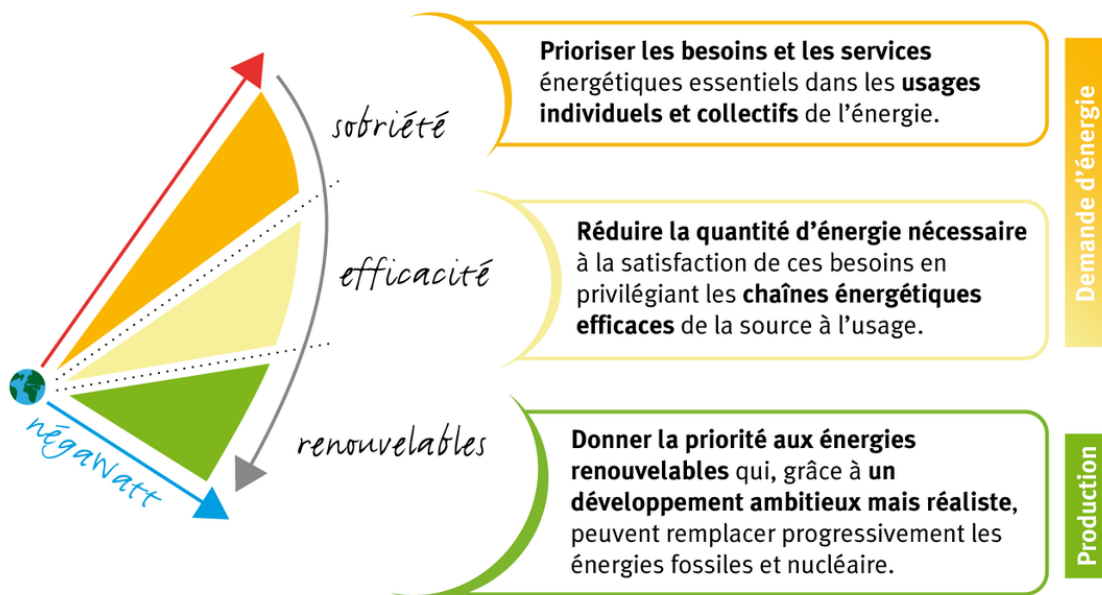 sobriété
Prioriser les besoins et les services
énergétiques essentiels dans les usages
individuels et collectifs de l’énergie.
efficacité
Réduire la quantité d’énergie nécessaire
à la satisfaction de ces besoins en
privilégiant les chaînes énergétiques
efficaces de la source à l’usage.
Demande d’énergie
négaWatt
renouvelables
Donner la priorité aux énergies
renouvelables qui, grâce à un
développement ambitieux mais réaliste,
peuvent remplacer progressivement les
énergies fossiles et nucléaire.
Production